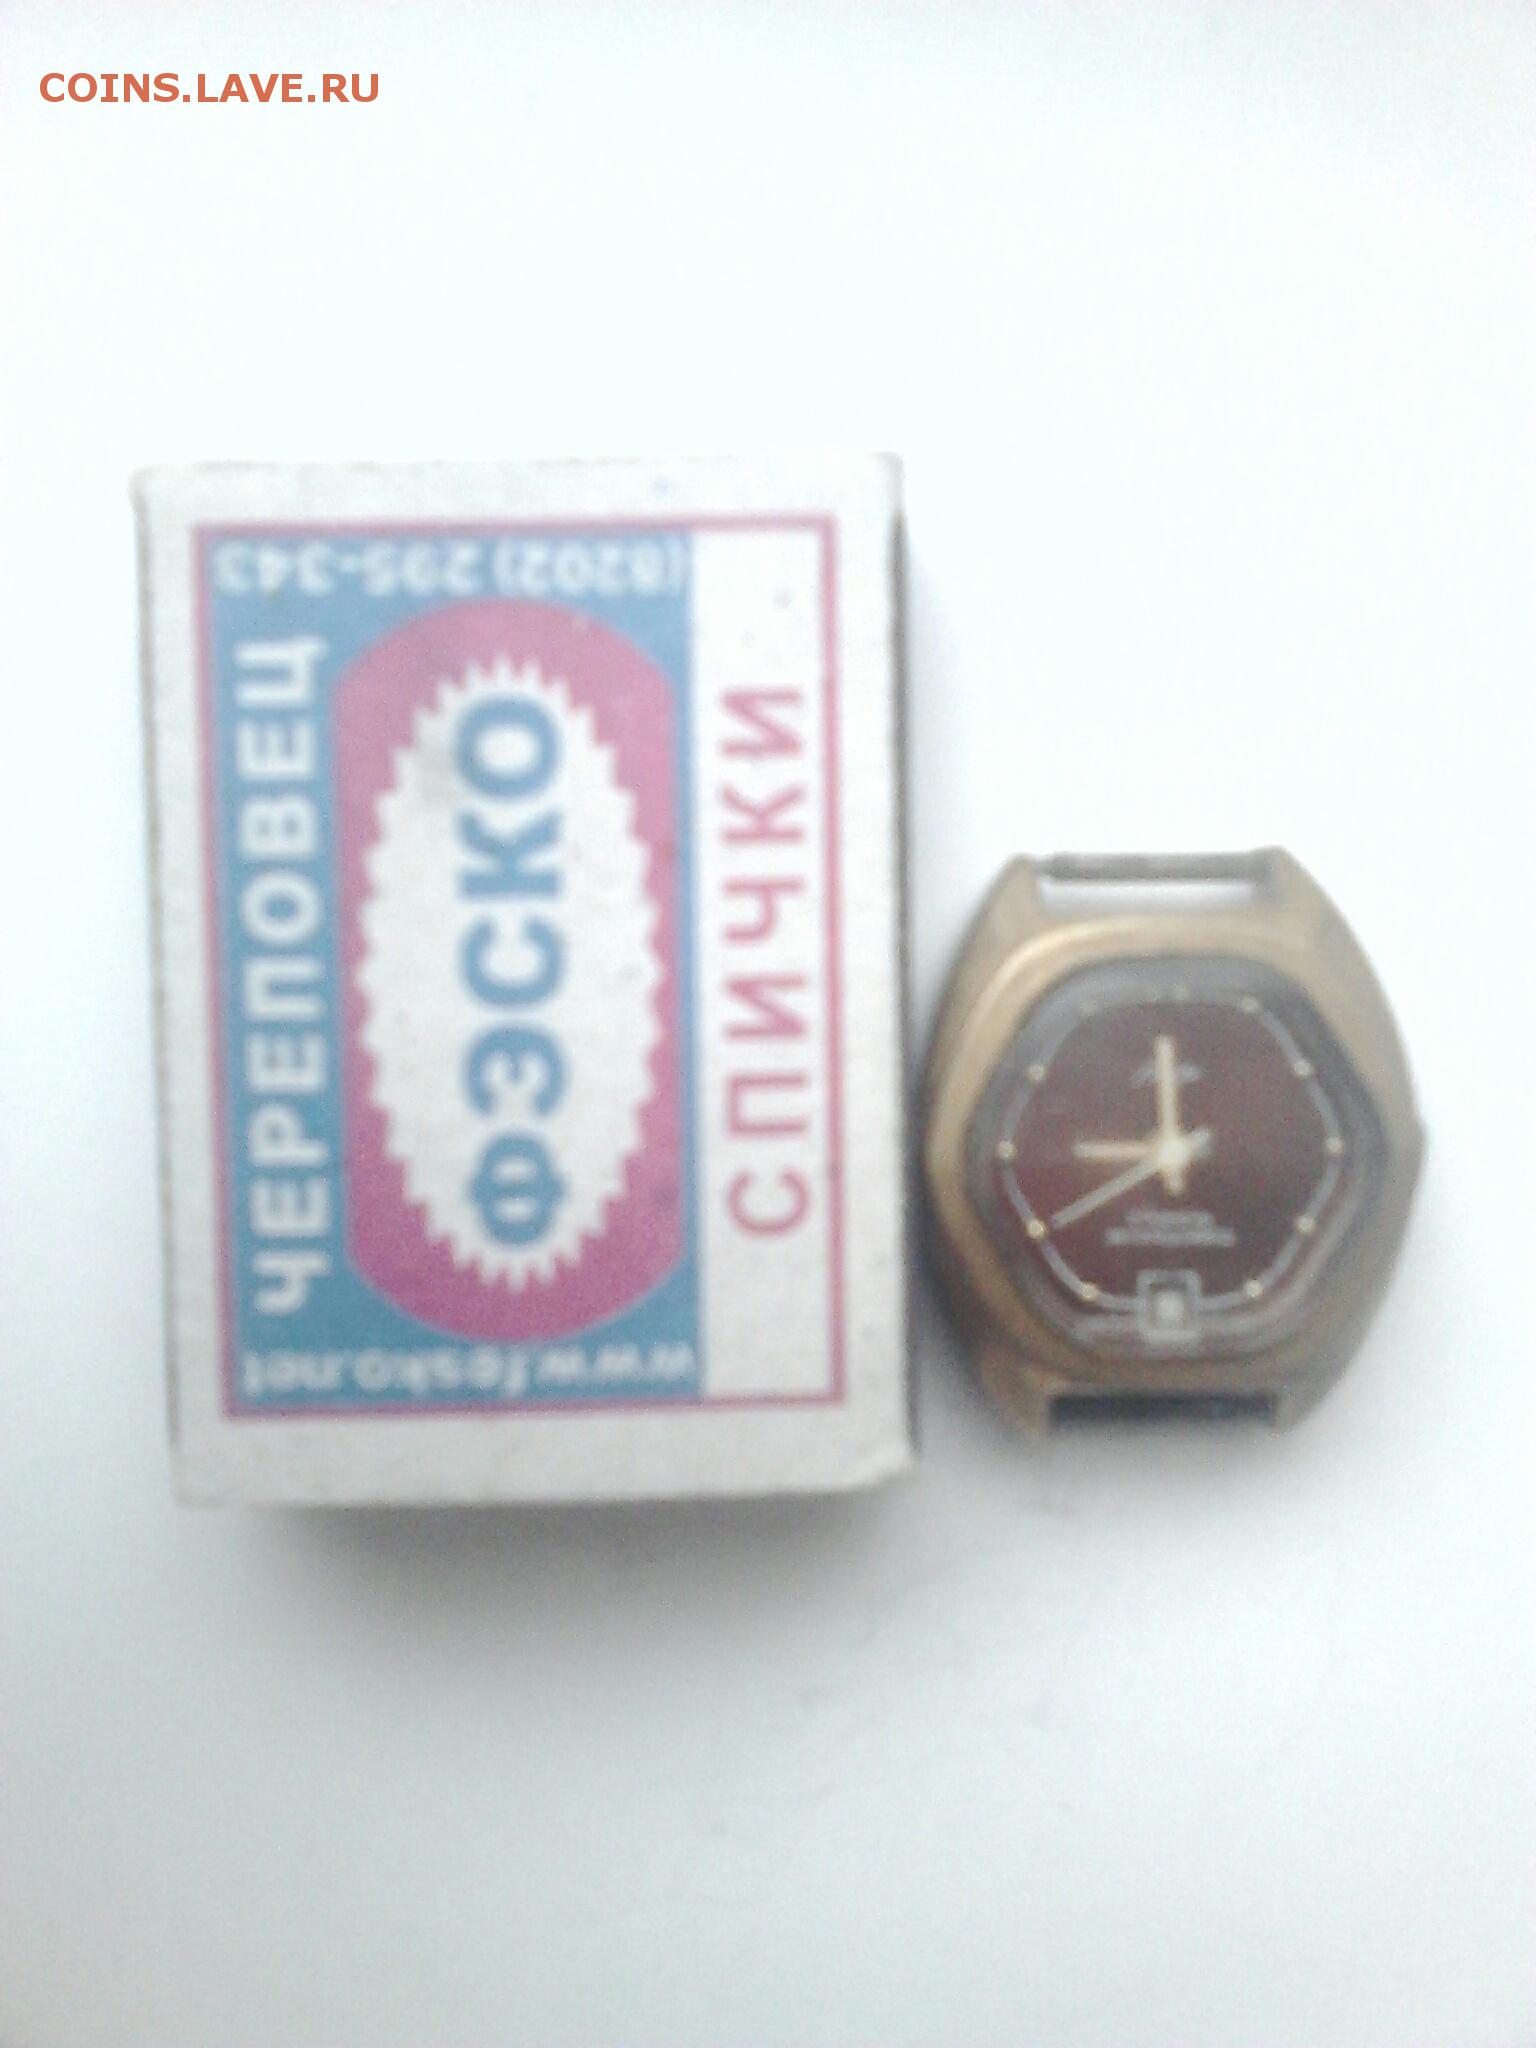 COINS.LAVE.RU
ЧЕРЕПОВЕЦ
(8202) 295-343
ФЭСКО
www.fesko.net
СПИЧКИ